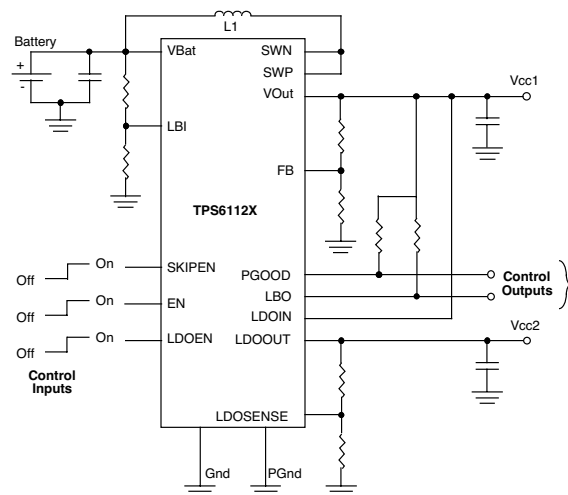 L1
Battery
+
-
VBat
SWN
SWP
VOut
Vcc1
LBI
FB
TPS6112X
Off On SKIPEN
Off On EN
Off On LDOEN
Control
Inputs
PGOOD
LBO
Control
Outputs
LDOIN
LDOOUT
Vcc2
LDOSENSE
Gnd
PGnd